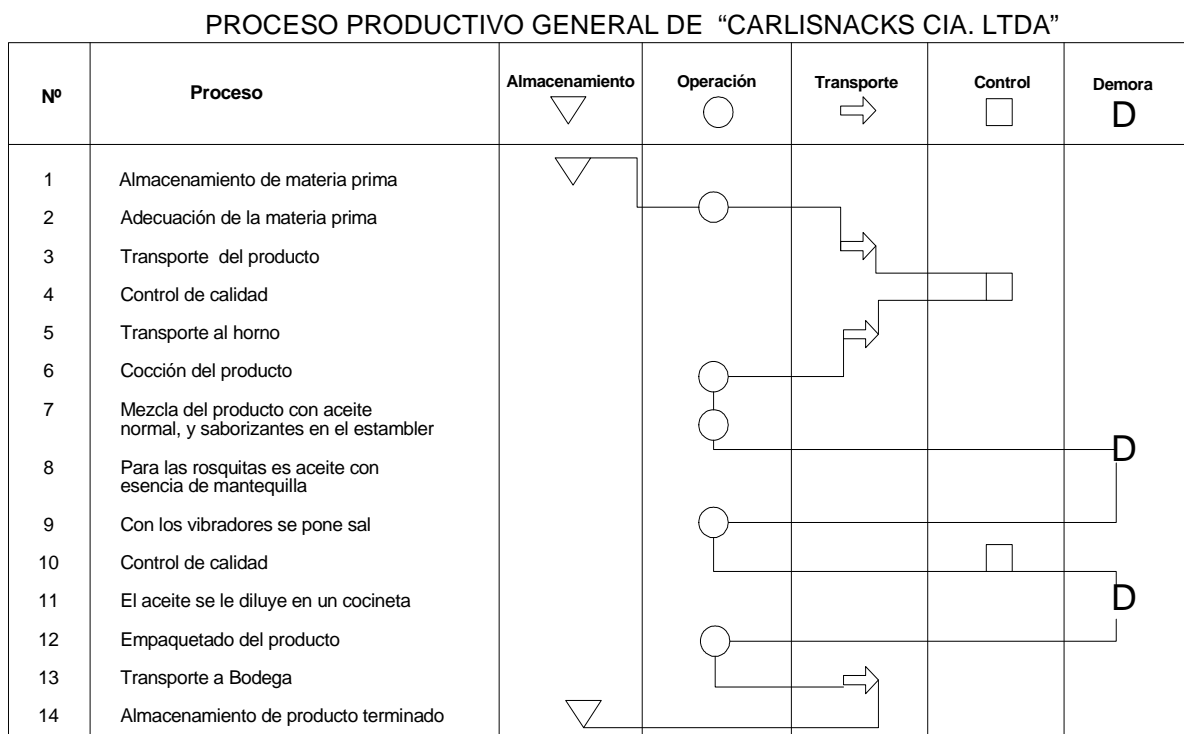 PROCESO PRODUCTIVO GENERAL DE “CARLISNACKS CIA. LTDA”
Nº Proceso Almacenamiento Operación Transporte Control Demora
D
1 Almacenamiento de materia prima
2 Adecuación de la materia prima
3 Transporte del producto
4 Control de calidad
5 Transporte al horno
6 Cocción del producto
7 Mezcla del producto con aceite
normal, y saborizantes en el estambler
D
8 Para las rosquitas es aceite con
esencia de mantequilla
9 Con los vibradores se pone sal
10 Control de calidad
11 El aceite se le diluye en un cocineta D
12 Empaquetado del producto
13 Transporte a Bodega
14 Almacenamiento de producto terminado